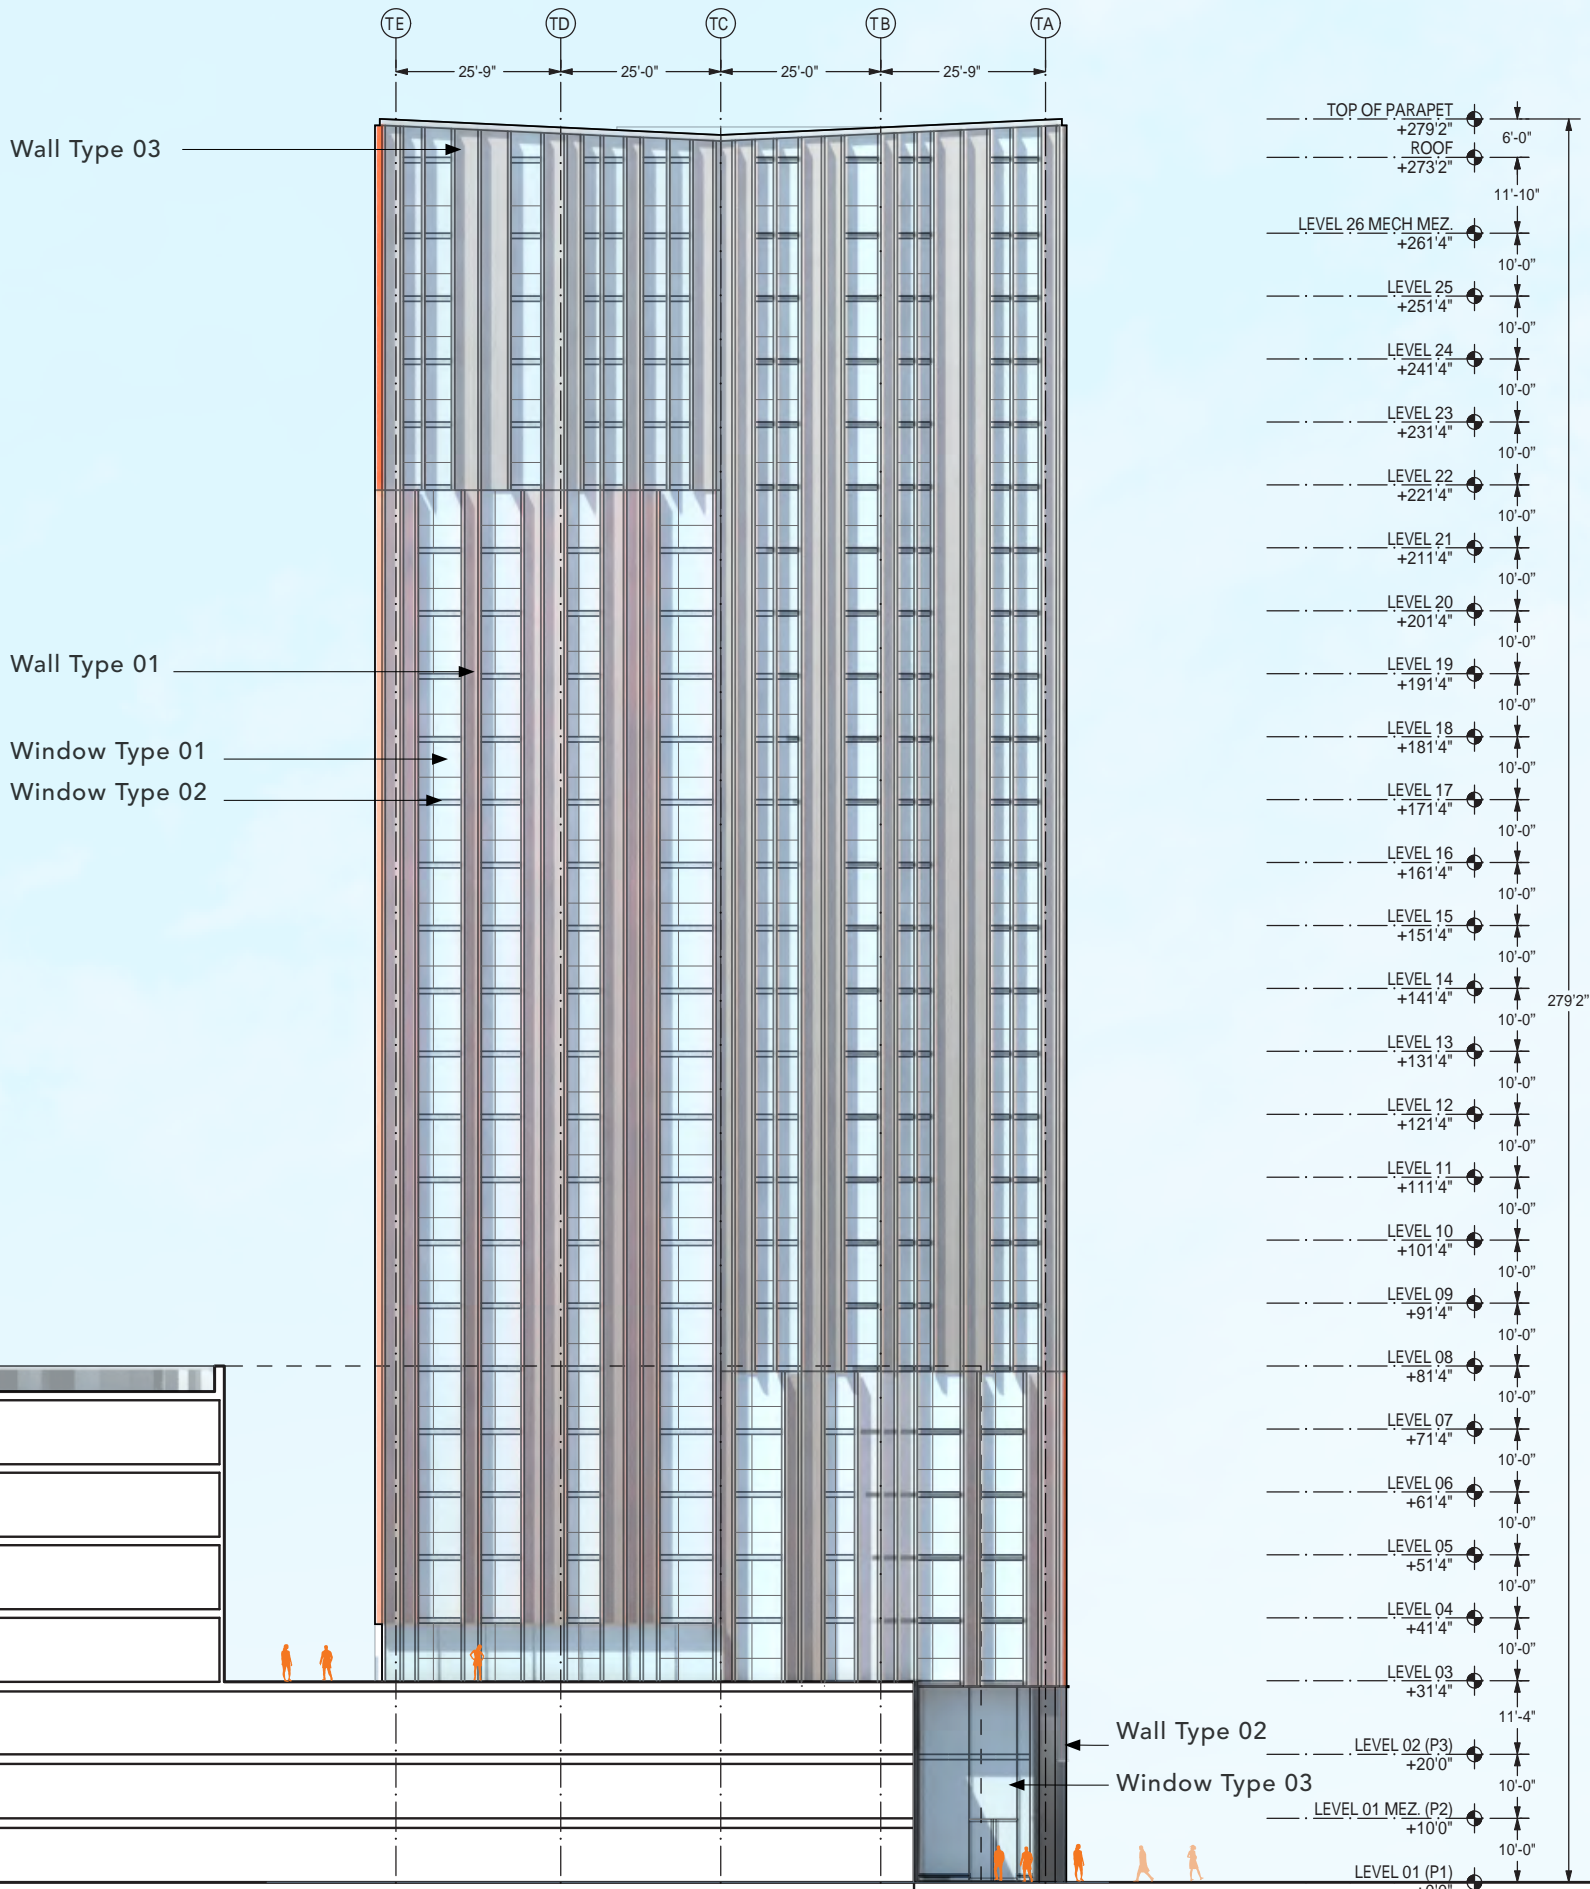 TE TD TC TB TA
25'-9" 25'-0" 25'-0" 25'-9"
TOP OF PARAPET
+279'2"
6'-0"
ROOF
+273'2"
Wall Type 03
11'-10"
LEVEL 26 MECH MEZ.
+261'4"
10'-0"
LEVEL 25
+251'4"
10'-0"
LEVEL 24
+241'4"
10'-0"
LEVEL 23
+231'4"
10'-0"
LEVEL 22
+221'4"
10'-0"
LEVEL 21
+211'4"
10'-0"
LEVEL 20
+201'4"
10'-0"
Wall Type 01
LEVEL 19
+191'4"
10'-0"
LEVEL 18
+181'4"
Window Type 01
10'-0"
Window Type 02
LEVEL 17
+171'4"
10'-0"
LEVEL 16
+161'4"
10'-0"
LEVEL 15
+151'4"
10'-0"
LEVEL 14
+141'4"
279'2"
10'-0"
LEVEL 13
+131'4"
10'-0"
LEVEL 12
+121'4"
10'-0"
LEVEL 11
+111'4"
10'-0"
LEVEL 10
+101'4"
10'-0"
LEVEL 09
+91'4"
10'-0"
LEVEL 08
+81'4"
10'-0"
LEVEL 07
+71'4"
10'-0"
LEVEL 06
+61'4"
10'-0"
LEVEL 05
+51'4"
10'-0"
LEVEL 04
+41'4"
10'-0"
LEVEL 03
+31'4"
11'-4"
Wall Type 02
LEVEL 02 (P3)
+20'0"
Window Type 03
10'-0"
LEVEL 01 MEZ. (P2)
+10'0"
10'-0"
LEVEL 01 (P1)